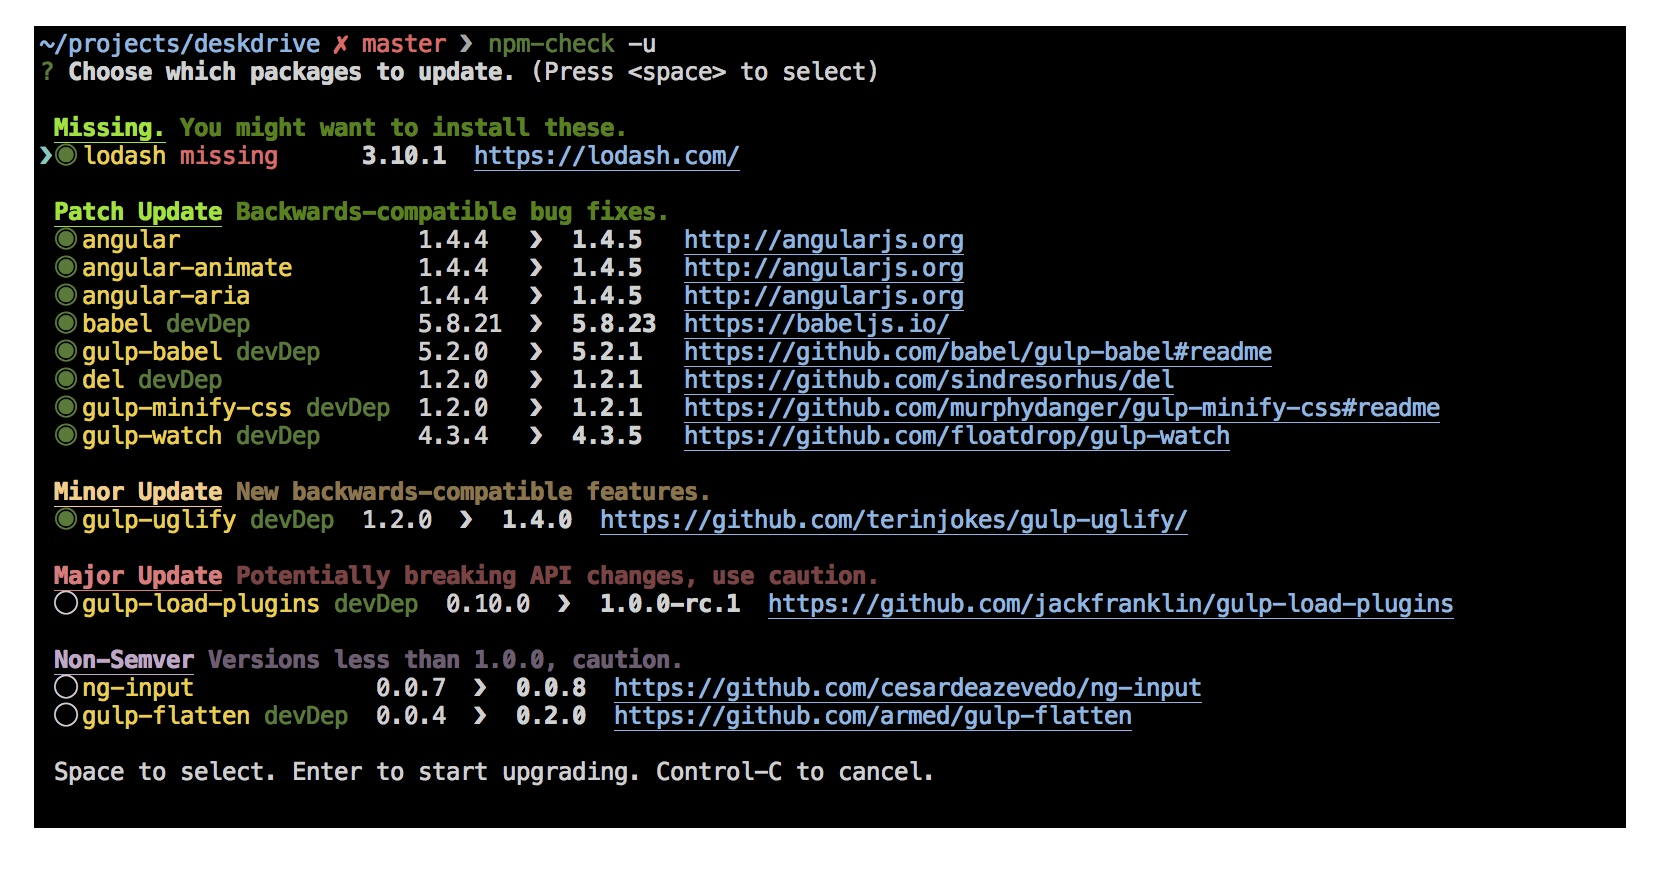 ~/projects/deskdrive ✗ master ❯ npm-check -u
? Choose which packages to update. (Press <space> to select)
Missing. You might want to install these.
❯◉ lodash missing 3.10.1 https://lodash.com/
Patch Update Backwards-compatible bug fixes.
◉ angular 1.4.4 ❯ 1.4.5 http://angularjs.org
◉ angular-animate 1.4.4 ❯ 1.4.5 http://angularjs.org
◉ angular-aria 1.4.4 ❯ 1.4.5 http://angularjs.org
◉ babel devDep 5.8.21 ❯ 5.8.23 https://babeljs.io/
◉ gulp-babel devDep 5.2.0 ❯ 5.2.1 https://github.com/babel/gulp-babel#readme
◉ del devDep 1.2.0 ❯ 1.2.1 https://github.com/sindresorhus/del
◉ gulp-minify-css devDep 1.2.0 ❯ 1.2.1 https://github.com/murphydanger/gulp-minify-css#readme
◉ gulp-watch devDep 4.3.4 ❯ 4.3.5 https://github.com/floatdrop/gulp-watch
Minor Update New backwards-compatible features.
◉ gulp-uglify devDep 1.2.0 ❯ 1.4.0 https://github.com/terinjokes/gulp-uglify/
Major Update Potentially breaking API changes, use caution.
◯ gulp-load-plugins devDep 0.10.0 ❯ 1.0.0-rc.1 https://github.com/jackfranklin/gulp-load-plugins
Non-Semver Versions less than 1.0.0, caution.
◯ ng-input 0.0.7 ❯ 0.0.8 https://github.com/cesardeazevedo/ng-input
◯ gulp-flatten devDep 0.0.4 ❯ 0.2.0 https://github.com/armed/gulp-flatten
Space to select. Enter to start upgrading. Control-C to cancel.